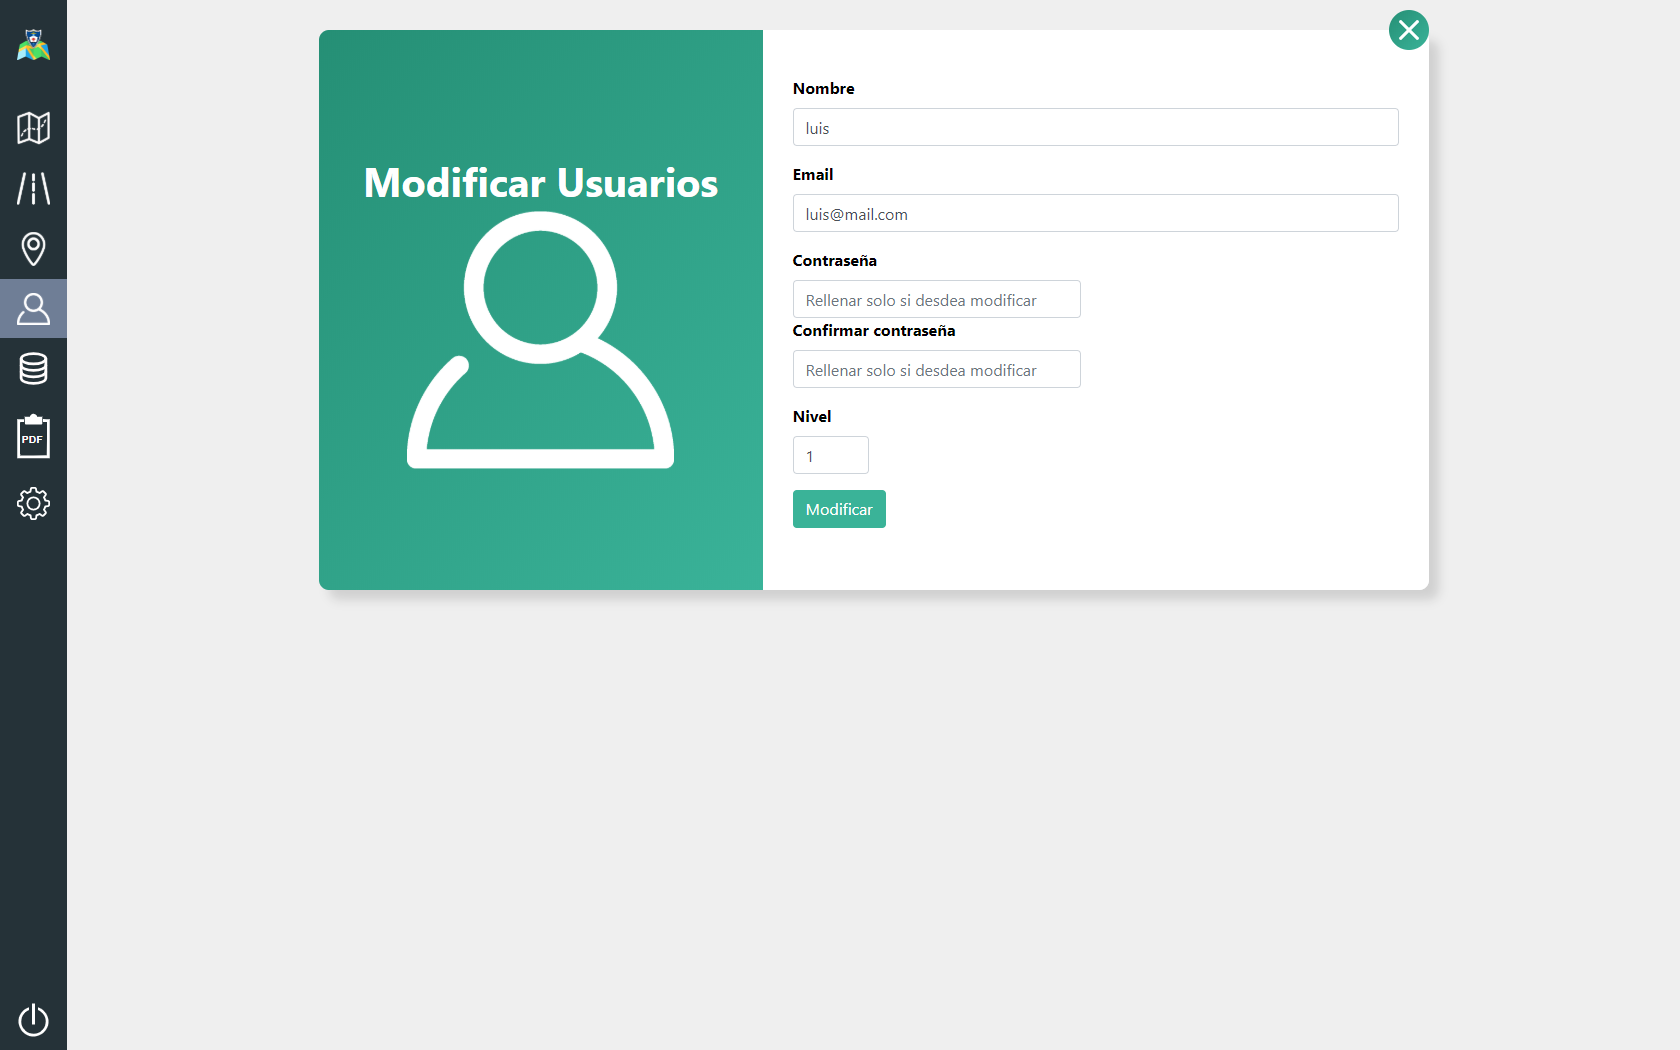 PDF
Modificar Usuarios
Nombre
luis
Email
luis@mail.com
Contraseña
Rellenar solo si desdea modificar
Confirmar contraseña
Rellenar solo si desdea modificar
Nivel
1
Modificar